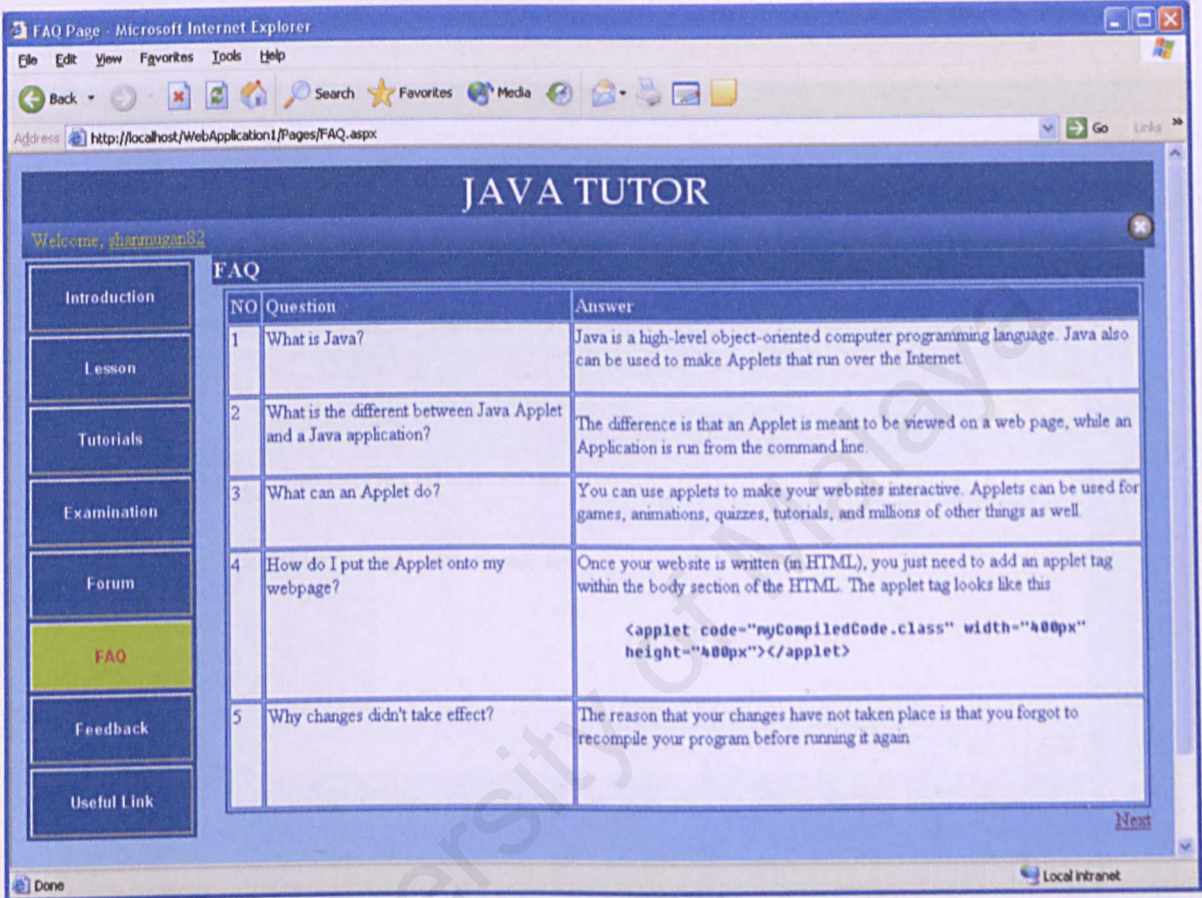 FAQ Page - Microsoft Internet Explorer
File Edit View Favorites Tools Help
Back Search Favorites Media
Address http://localhost/WebApplication1/Pages/FAQ.aspx Go Links »
JAVA TUTOR
Welcome, shanmugan82
Introduction
Lesson
Tutorials
Examination
Forum
FAQ
Feedback
Useful Link
FAQ
NO Question Answer
1 What is Java?
Java is a high-level object-oriented computer programming language. Java also
can be used to make Applets that run over the Internet
2 What is the different between Java Applet
and a Java application?
The difference is that an Applet is meant to be viewed on a web page, while an
Application is run from the command line.
3 What can an Applet do?
You can use applets to make your websites interactive. Applets can be used for
games, animations, quizzes, tutorials, and millions of other things as well
4 How do I put the Applet onto my
webpage?
Once your website is written (in HTML), you just need to add an applet tag
within the body section of the HTML. The applet tag looks like this
<applet code="myCompiledCode.class" width="400px"
height="400px"></applet>
5 Why changes didn't take effect?
The reason that your changes have not taken place is that you forgot to
recompile your program before running it again
Next
Done Local intranet
ersity of Malaya